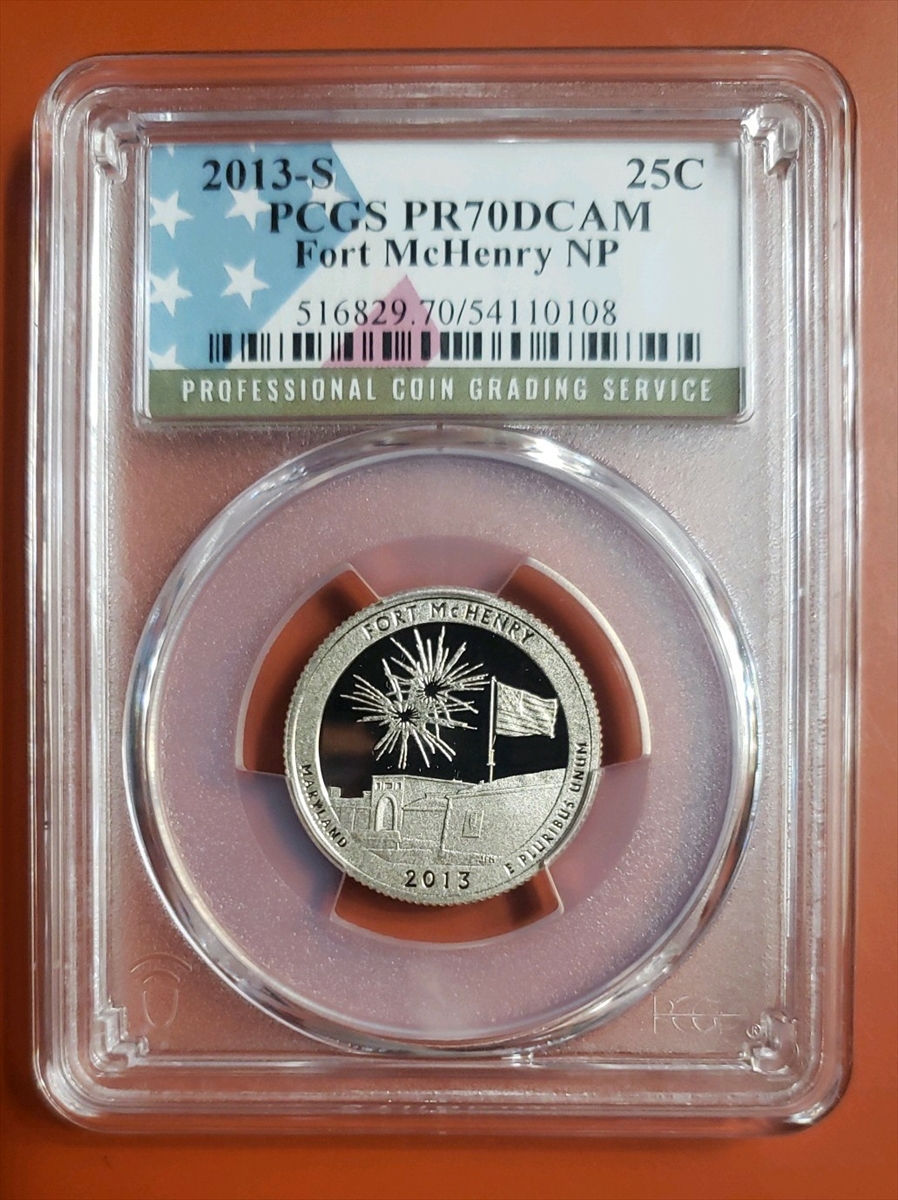 2013-S 25C
PCGS PR70DCAM
Fort McHenry NP
516829.70/54110108
PROFESSIONAL COIN GRADING SERVICE
FORT McHENRY
MARYLAND
2013
E PLURIBUS UNUM
PCGS
®